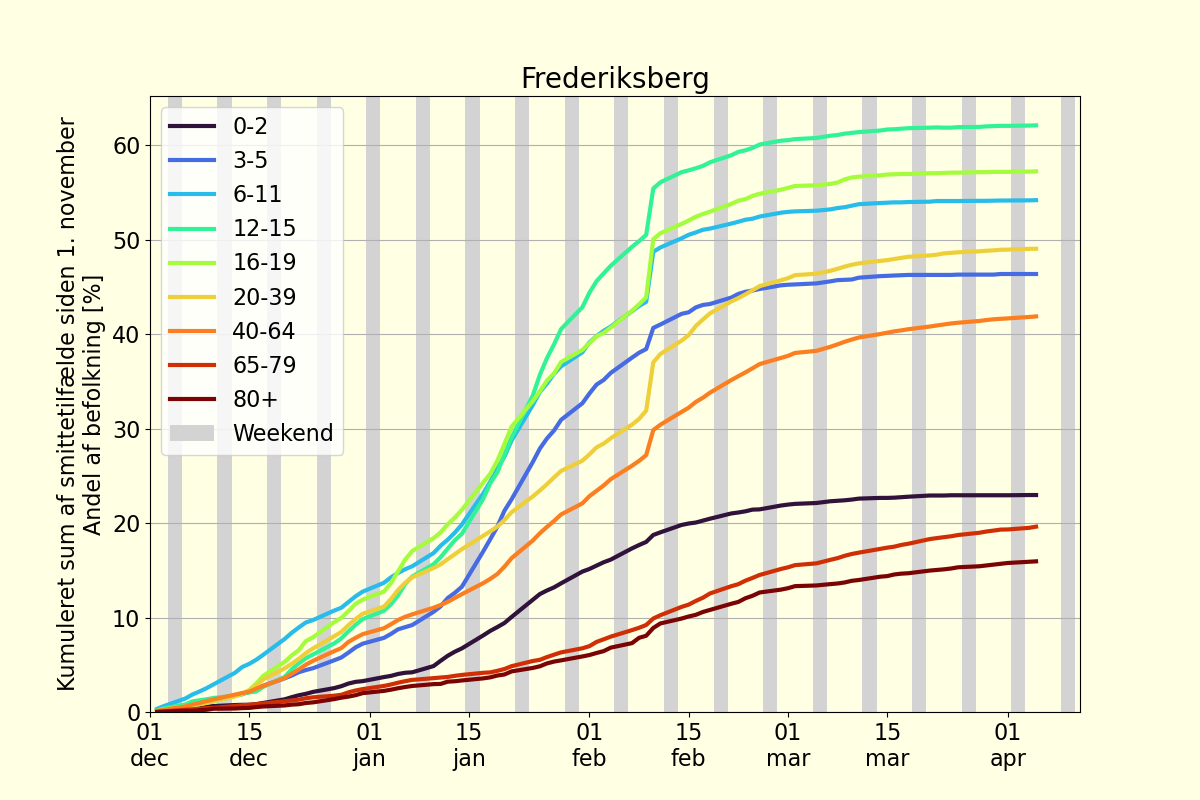 Frederiksberg
Kumuleret sum af smittetilfælde siden 1. november
Andel af befolkning [%]
60
50
40
30
20
10
0
0-2
3-5
6-11
12-15
16-19
20-39
40-64
65-79
80+
Weekend
01 15 01 15 01 15 01 15 01
dec dec jan jan feb feb mar mar apr